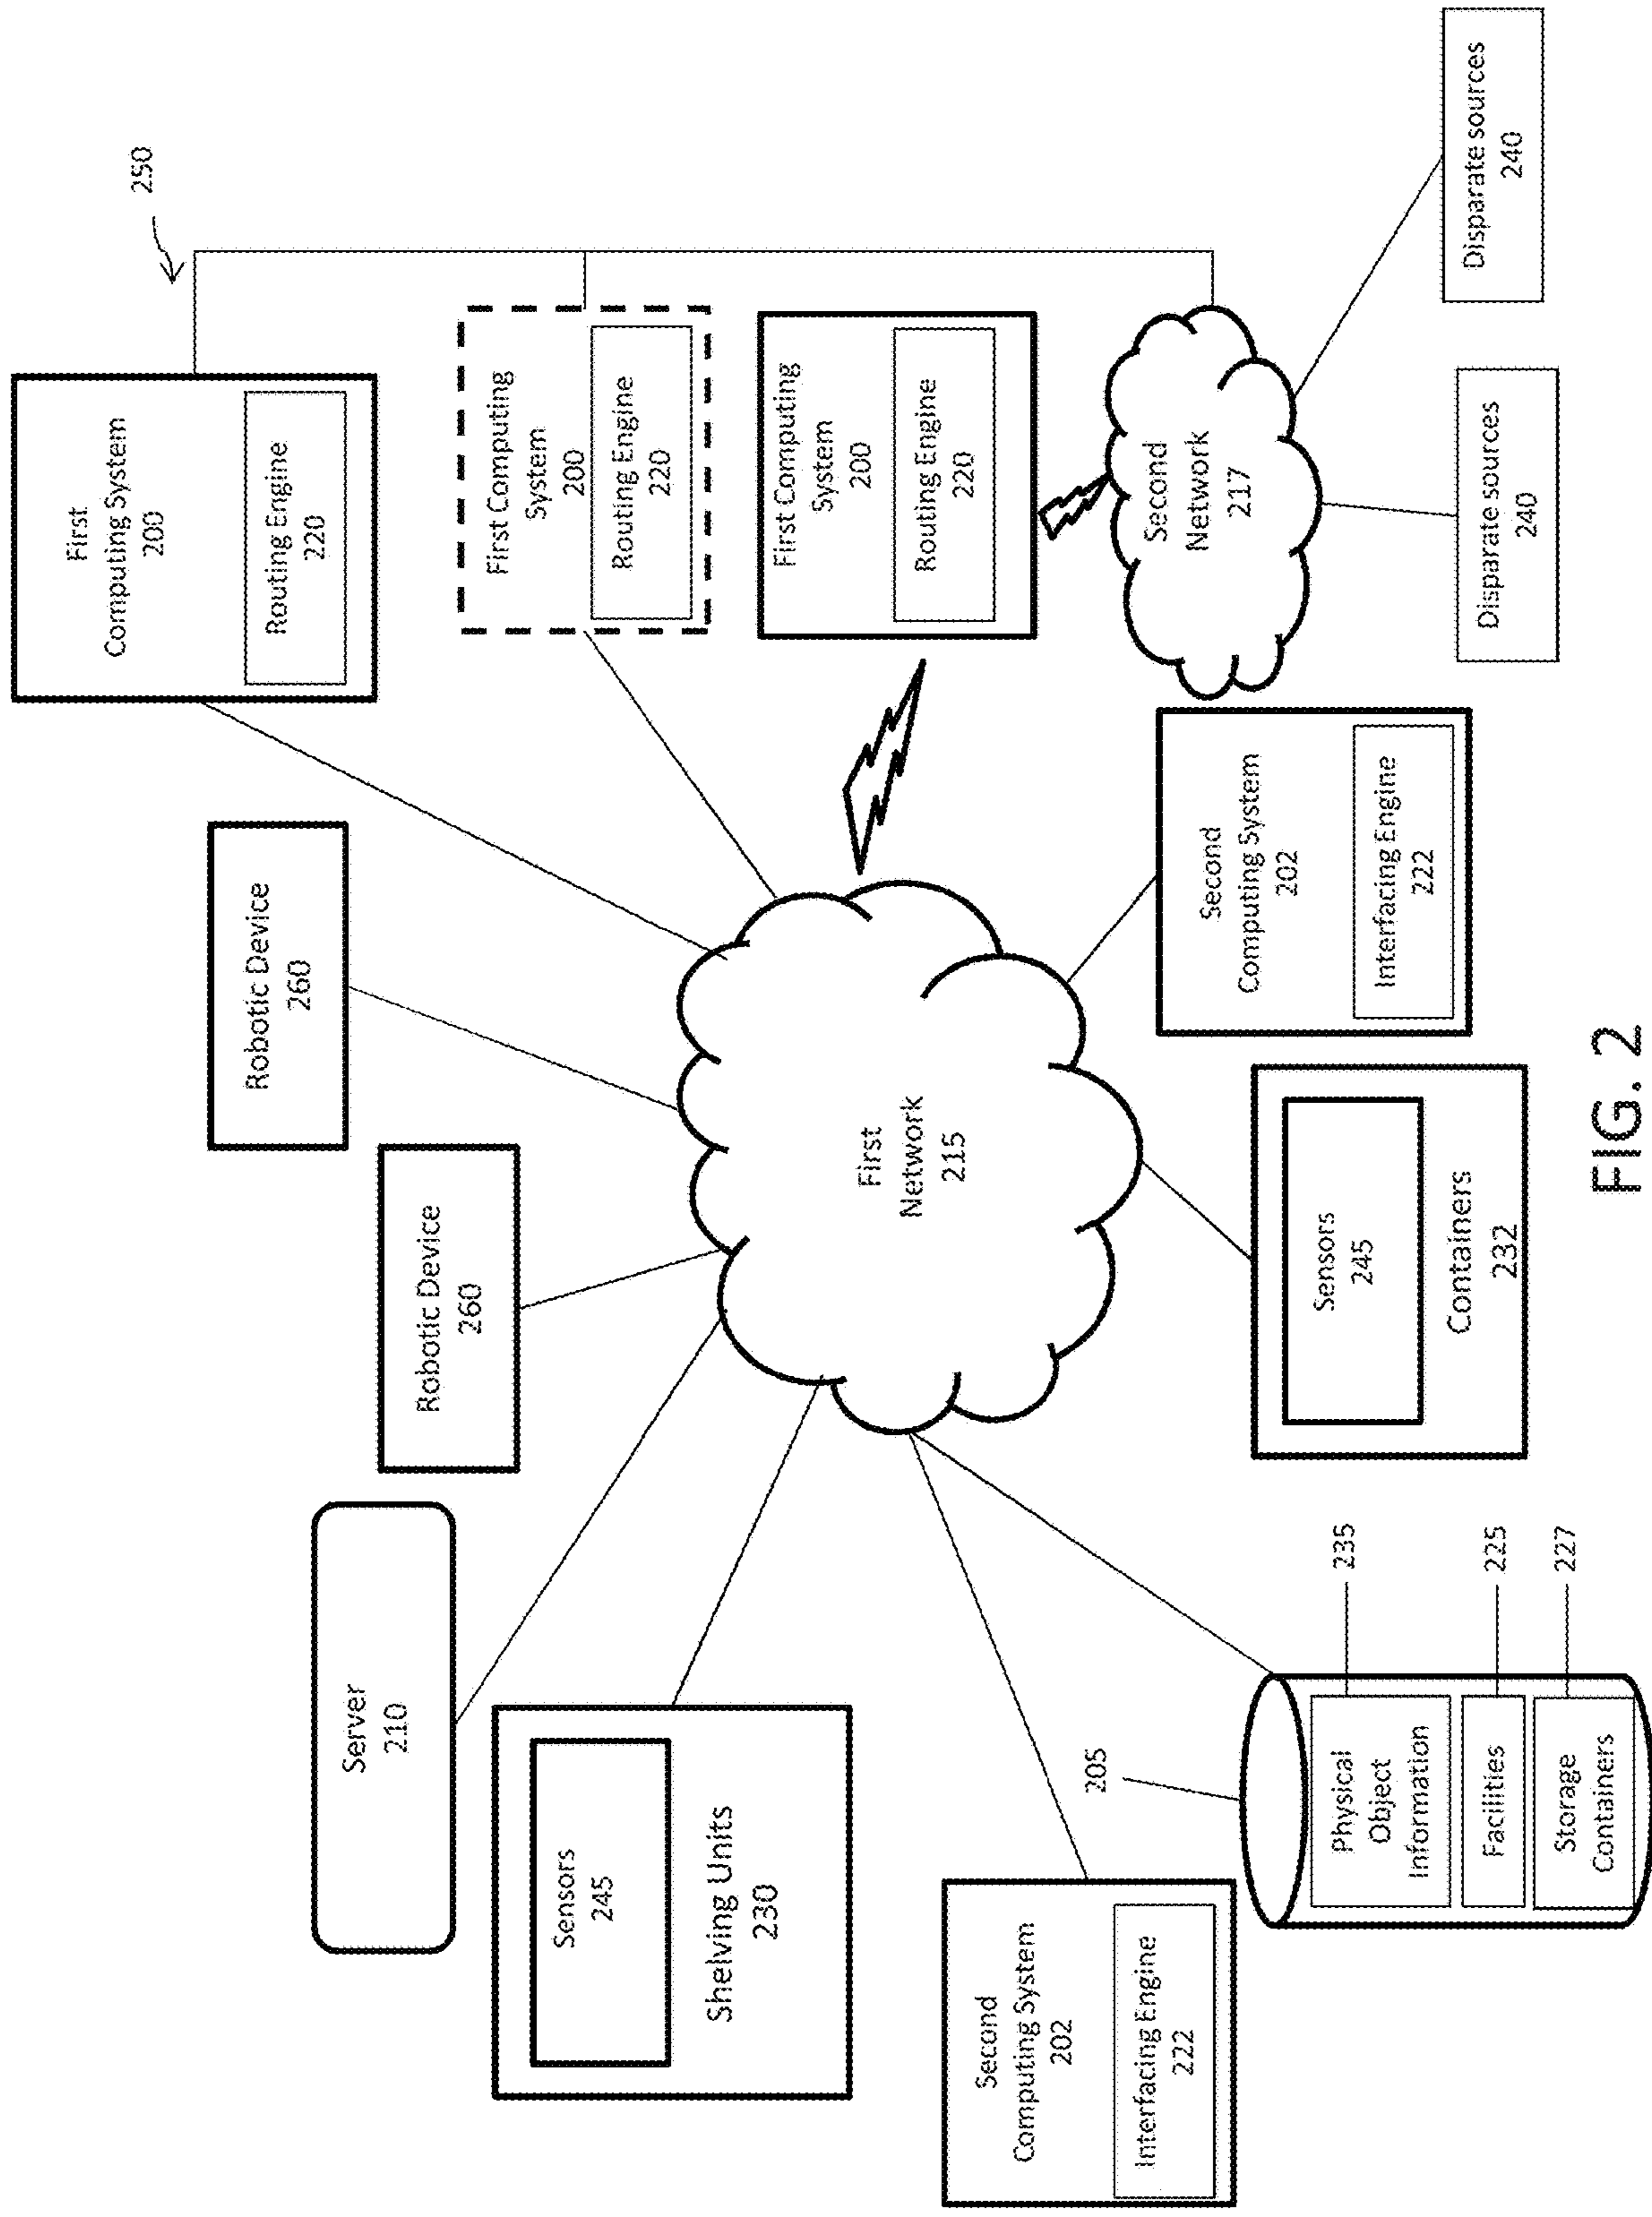 250
First
Computing System
200
Routing Engine
220
First Computing
System
200
Routing Engine
220
First Computing
System
200
Routing Engine
220
Second
Network
217
Disparate sources
240
Disparate sources
240
Robotic Device
260
Robotic Device
260
First
Network
215
Second
Computing System
202
Interfacing Engine
222
Sensors
245
Containers
232
Server
210
Sensors
245
Shelving Units
230
Second
Computing System
202
Interfacing Engine
222
205
Physical
Object
Information
235
Facilities
225
Storage
Containers
227
FIG. 2